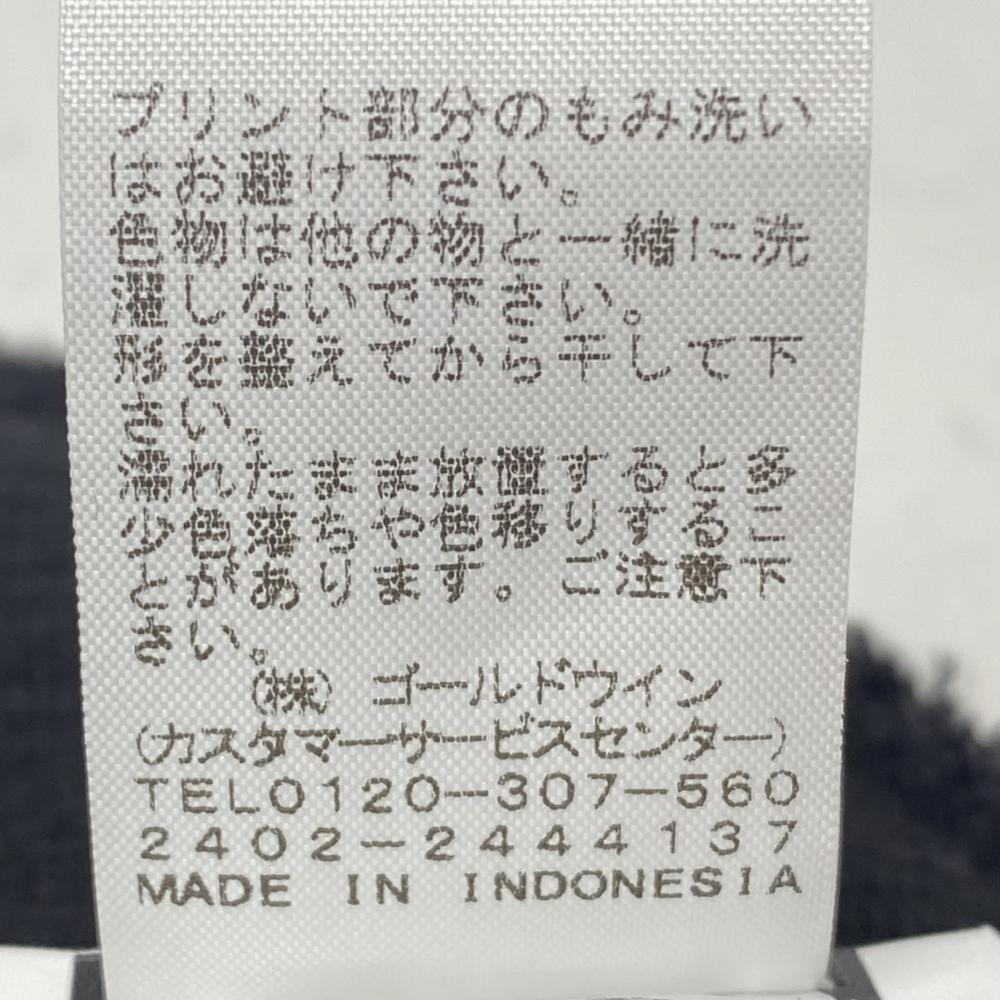 プリント部分のもみ洗い
はお避け下さい。
色物は他の物と一緒に洗
濯しないで下さい。
形を整えてから干して下
さい。
濡れたまま放置すると多
少色落ちや色移りするこ
とがあります。ご注意下
さい。
(株) ゴールドウイン
(カスタマーサービスセンター)
TEL0120-307-560
2402-2444137
MADE IN INDONESIA